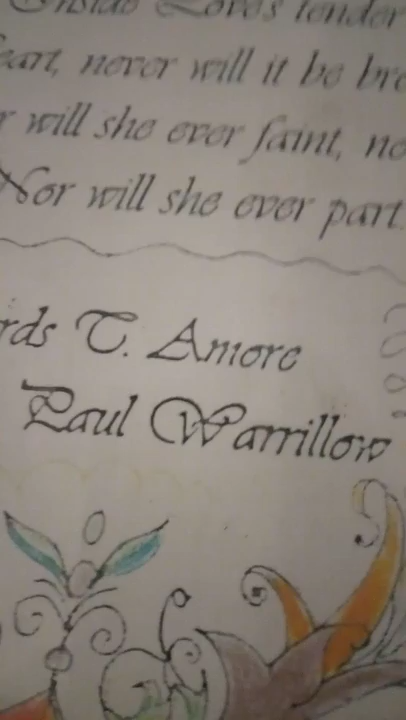 Inside Love's tender
eart, never will it be bro
r will she ever faint, no
Nor will she ever part.
rds T. Amore
Paul Warrillow